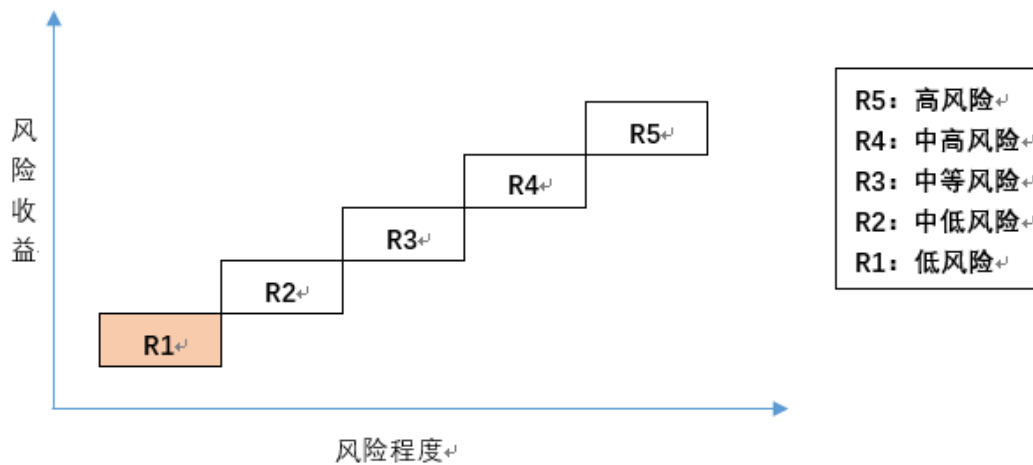 风
险
收
益
R5
R4
R3
R2
R1
风险程度
R5：高风险
R4：中高风险
R3：中等风险
R2：中低风险
R1：低风险